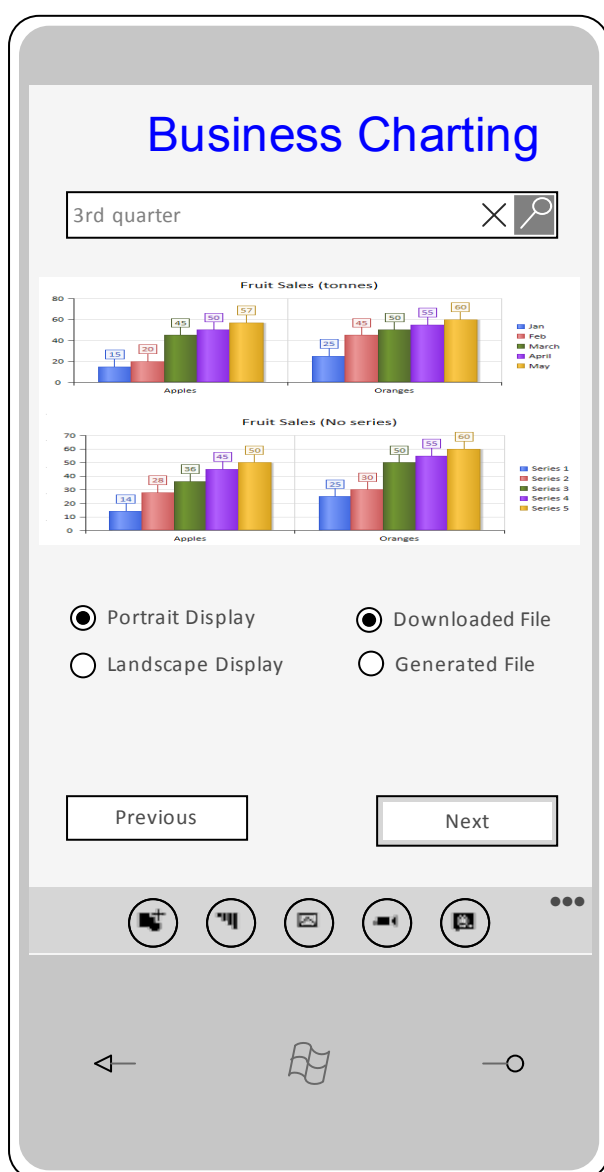 Business Charting
3rd quarter
Fruit Sales (tonnes)
80
60
40
20
0
15
20
45
50
57
25
45
50
55
60
Apples
Oranges
Jan
Feb
March
April
May
Fruit Sales (No series)
70
60
50
40
30
20
10
0
14
28
36
45
50
25
30
50
55
60
Apples
Oranges
Series 1
Series 2
Series 3
Series 4
Series 5
Portrait Display
Downloaded File
Landscape Display
Generated File
Previous
Next